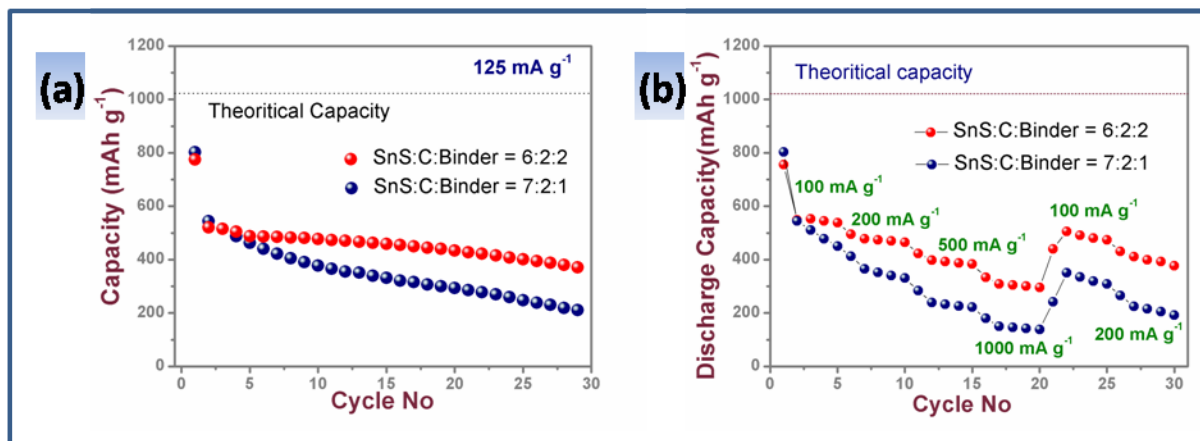 (a)
Capacity (mAh g⁻¹)
1200
1000
800
600
400
200
0
125 mA g⁻¹
Theoritical Capacity
SnS:C:Binder = 6:2:2
SnS:C:Binder = 7:2:1
0 5 10 15 20 25 30
Cycle No
(b)
Discharge Capacity(mAh g⁻¹)
1200
1000
800
600
400
200
0
Theoritical capacity
SnS:C:Binder = 6:2:2
SnS:C:Binder = 7:2:1
100 mA g⁻¹
200 mA g⁻¹
500 mA g⁻¹
100 mA g⁻¹
1000 mA g⁻¹
200 mA g⁻¹
0 5 10 15 20 25 30
Cycle No